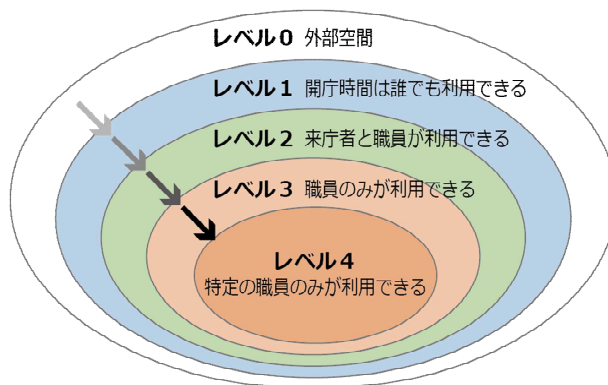 レベル０ 外部空間
レベル１ 開庁時間は誰でも利用できる
レベル２ 来庁者と職員が利用できる
レベル３ 職員のみが利用できる
レベル４
特定の職員のみが利用できる